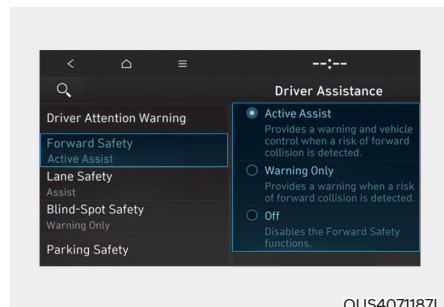 --:--
Driver Assistance
Driver Attention Warning
Forward Safety
Active Assist
Lane Safety
Assist
Blind-Spot Safety
Warning Only
Parking Safety
Active Assist
Provides a warning and vehicle
control when a risk of forward
collision is detected.
Warning Only
Provides a warning when a risk
of forward collision is detected.
Off
Disables the Forward Safety
functions.